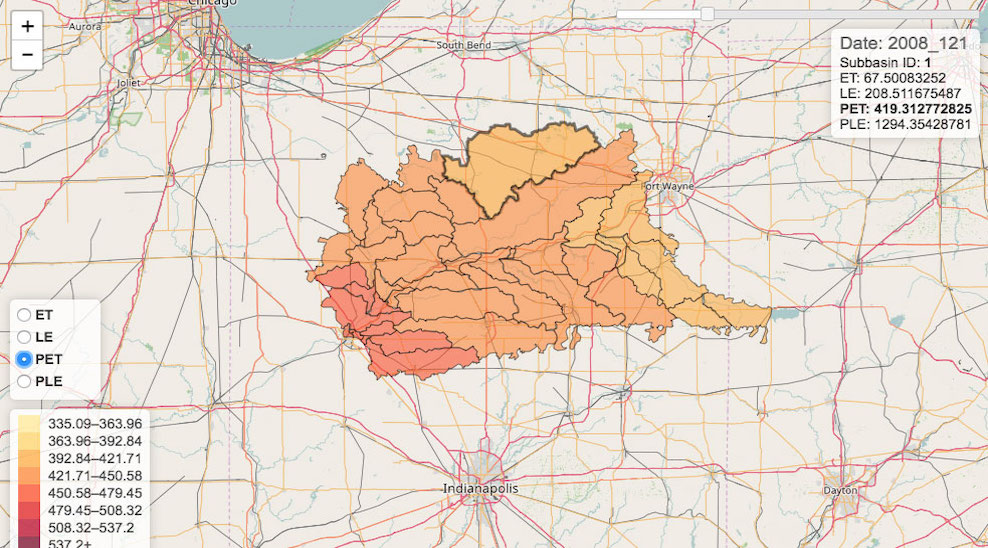 Chicago
Aurora
South Bend
Joliet
Fort Wayne
Indianapolis
Dayton
+
−
Date: 2008_121
Subbasin ID: 1
ET: 67.50083252
LE: 208.511675487
PET: 419.312772825
PLE: 1294.35428781
ET
LE
PET
PLE
335.09–363.96
363.96–392.84
392.84–421.71
421.71–450.58
450.58–479.45
479.45–508.32
508.32–537.2
537.2+